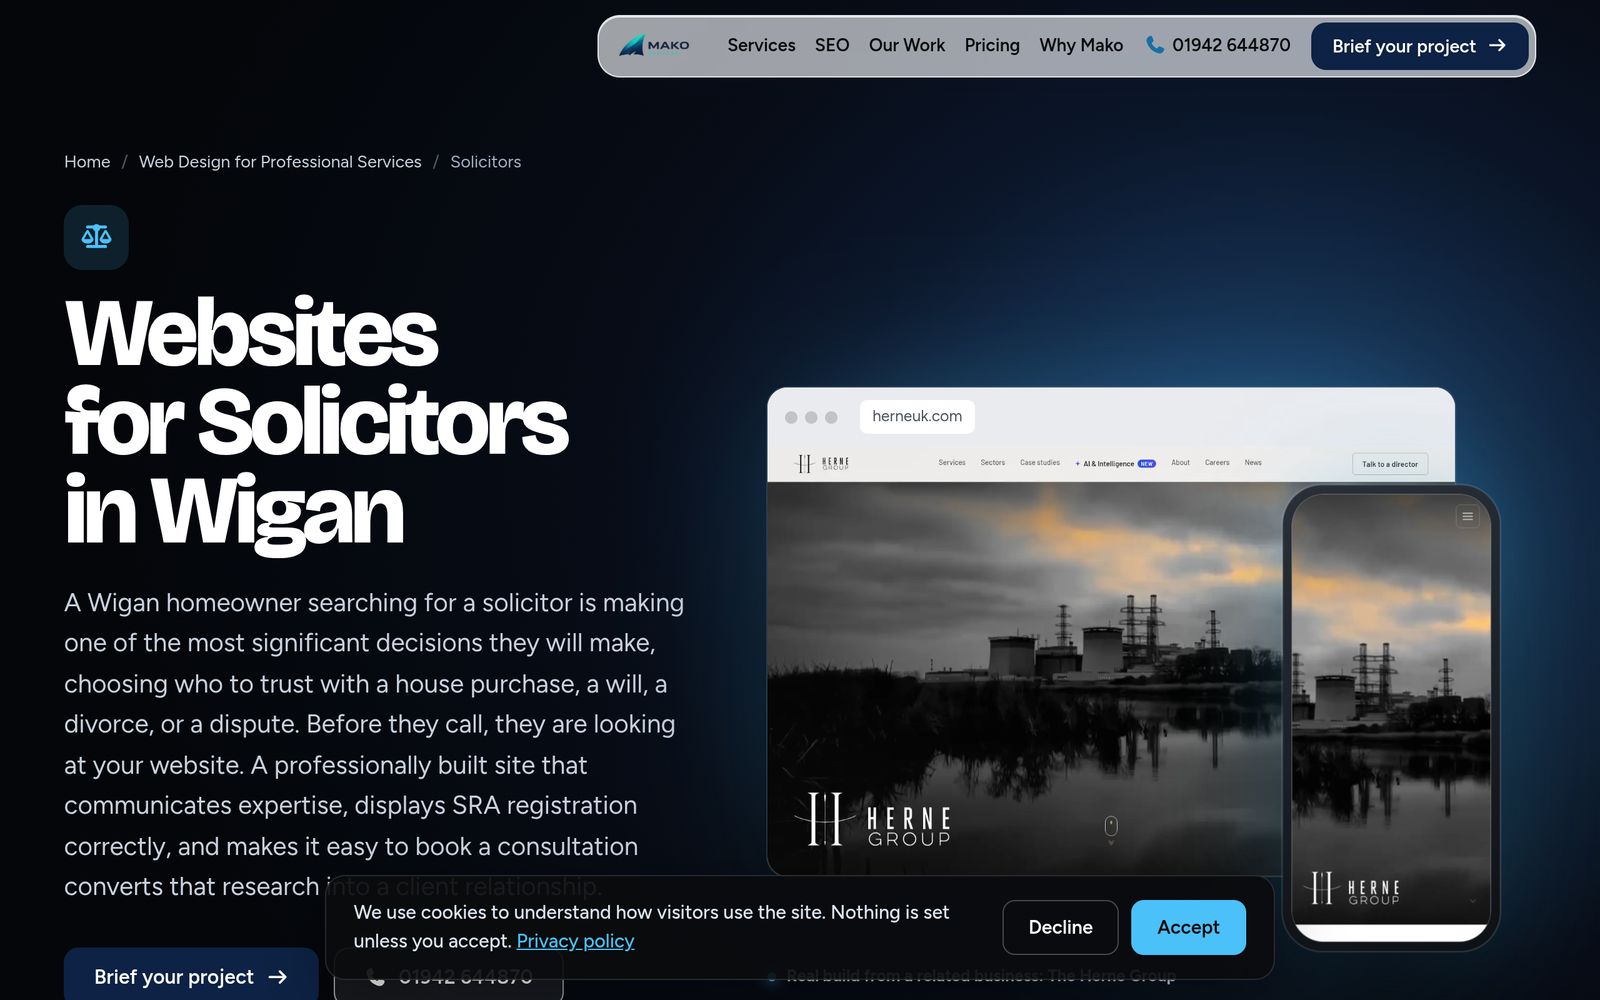 MAKO
Services SEO Our Work Pricing Why Mako 01942 644870 Brief your project
Home / Web Design for Professional Services / Solicitors
Websites
for Solicitors
in Wigan
A Wigan homeowner searching for a solicitor is making
one of the most significant decisions they will make,
choosing who to trust with a house purchase, a will, a
divorce, or a dispute. Before they call, they are looking
at your website. A professionally built site that
communicates expertise, displays SRA registration
correctly, and makes it easy to book a consultation
converts that research into a client relationship.
Brief your project
01942 644870
herneuk.com
HERNE
GROUP
Services Sectors Case studies AI & Intelligence NEW About Careers News Talk to a director
HERNE
GROUP
HERNE
GROUP
Real build from a related business: The Herne Group
We use cookies to understand how visitors use the site. Nothing is set
unless you accept. Privacy policy
Decline
Accept